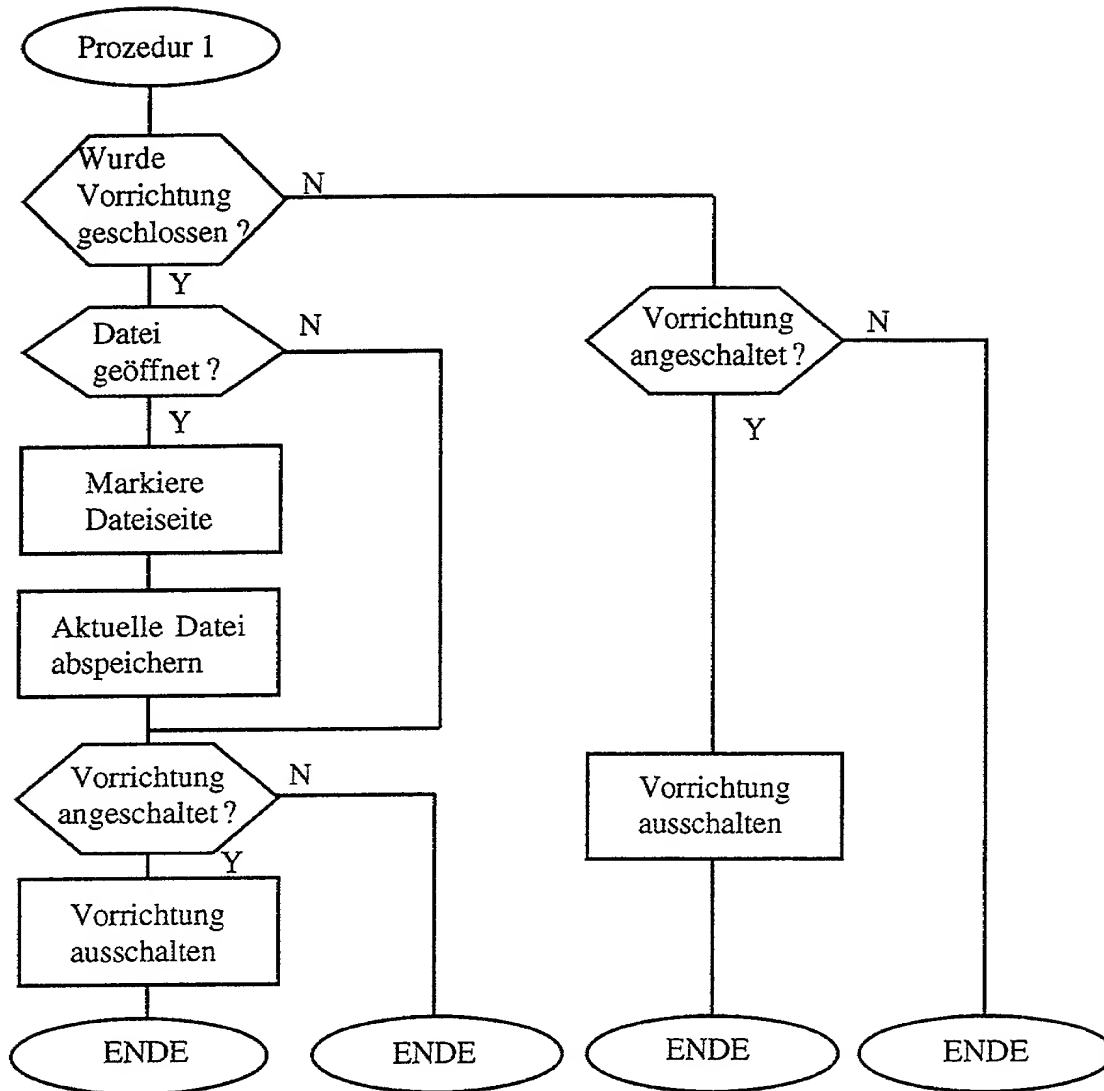 Prozedur 1
Wurde
Vorrichtung
geschlossen ?
N
Y
Datei
geöffnet ?
N
Y
Vorrichtung
angeschaltet ?
N
Y
Markiere
Dateiseite
Aktuelle Datei
abspeichern
Vorrichtung
angeschaltet ?
N
Y
Vorrichtung
ausschalten
Vorrichtung
ausschalten
ENDE
ENDE
ENDE
ENDE